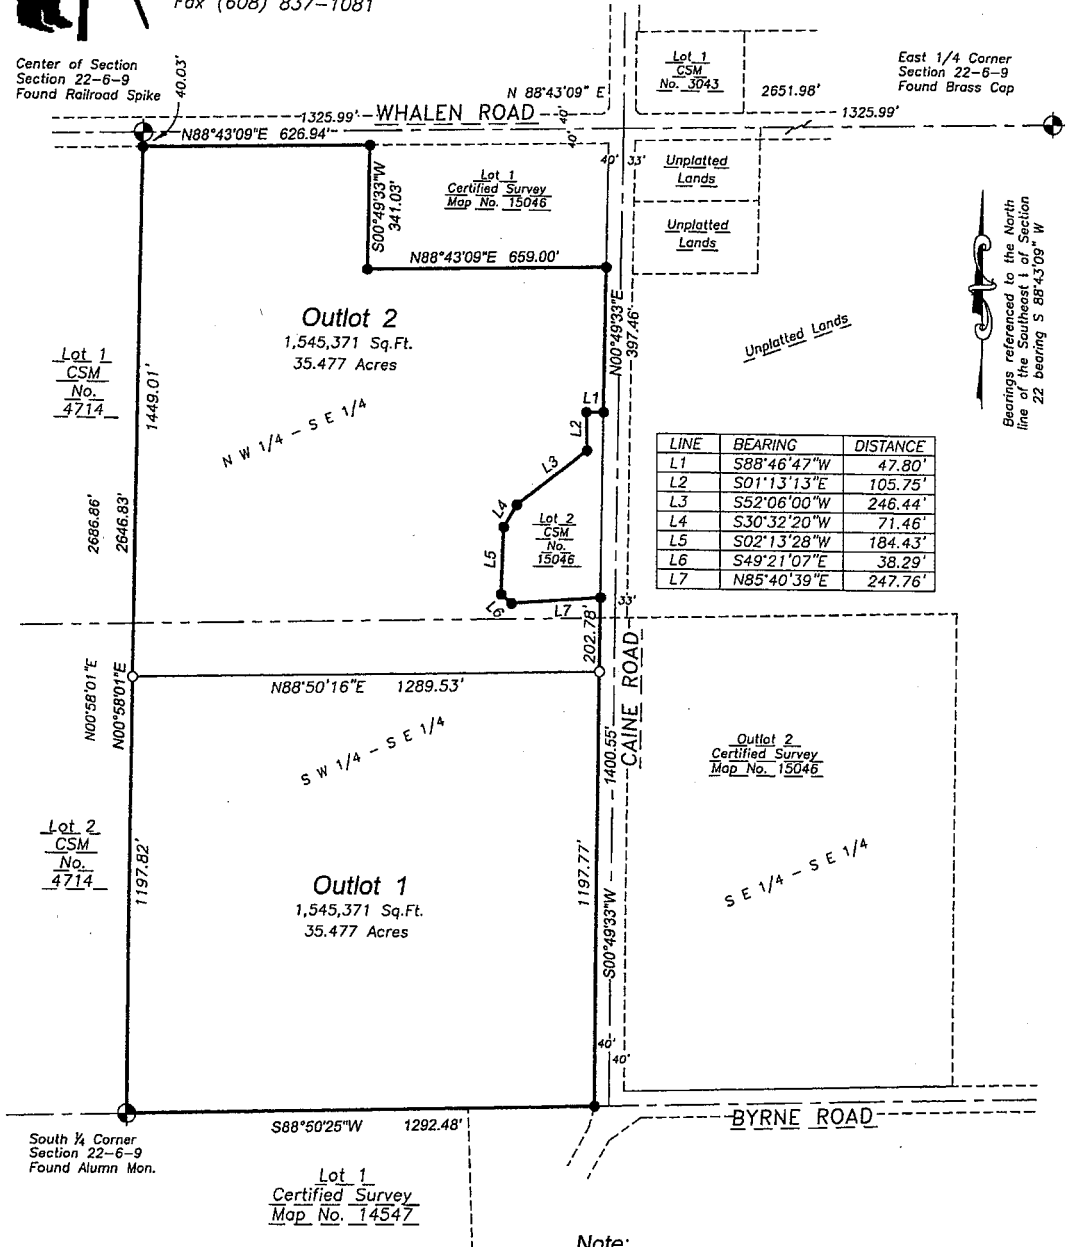 Fax (608) 837-1081
Center of Section
Section 22-6-9
Found Railroad Spike
40.03'
Lot 1
CSM
No. 3043
East 1/4 Corner
Section 22-6-9
Found Brass Cap
N 88°43'09" E
2651.98'
1325.99'
WHALEN ROAD
40'
40'
1325.99'
N88°43'09"E 626.94'
40' 33'
Unplatted
Lands
Lot 1
Certified Survey
Map No. 15046
S00°49'33"W
341.03'
Unplatted
Lands
N88°43'09"E 659.00'
Bearings referenced to the North
line of the Southeast ¼ of Section
22 bearing S 88°43'09" W
Outlot 2
1,545,371 Sq.Ft.
35.477 Acres
N00°49'33"E
397.46'
Unplatted Lands
Lot 1
CSM
No.
4714
1449.01'
N W 1/4 - S E 1/4
L1
L2
L3
L4
L5
L6
L7
Lot 2
CSM
No.
15046
LINE BEARING DISTANCE
L1 S88°46'47"W 47.80'
L2 S01°13'13"E 105.75'
L3 S52°06'00"W 246.44'
L4 S30°32'20"W 71.46'
L5 S02°13'28"W 184.43'
L6 S49°21'07"E 38.29'
L7 N85°40'39"E 247.76'
2686.86'
2646.83'
33'
202.78'
N00°58'01"E
N00°58'01"E
N88°50'16"E 1289.53'
CAINE ROAD
S W 1/4 - S E 1/4
1400.55'
Outlot 2
Certified Survey
Map No. 15046
Lot 2
CSM
No.
4714
1197.82'
1197.77'
S E 1/4 - S E 1/4
Outlot 1
1,545,371 Sq.Ft.
35.477 Acres
S00°49'33"W
40'
40'
S88°50'25"W 1292.48'
BYRNE ROAD
South ¼ Corner
Section 22-6-9
Found Alumn Mon.
Lot 1
Certified Survey
Map No. 14547
Note: